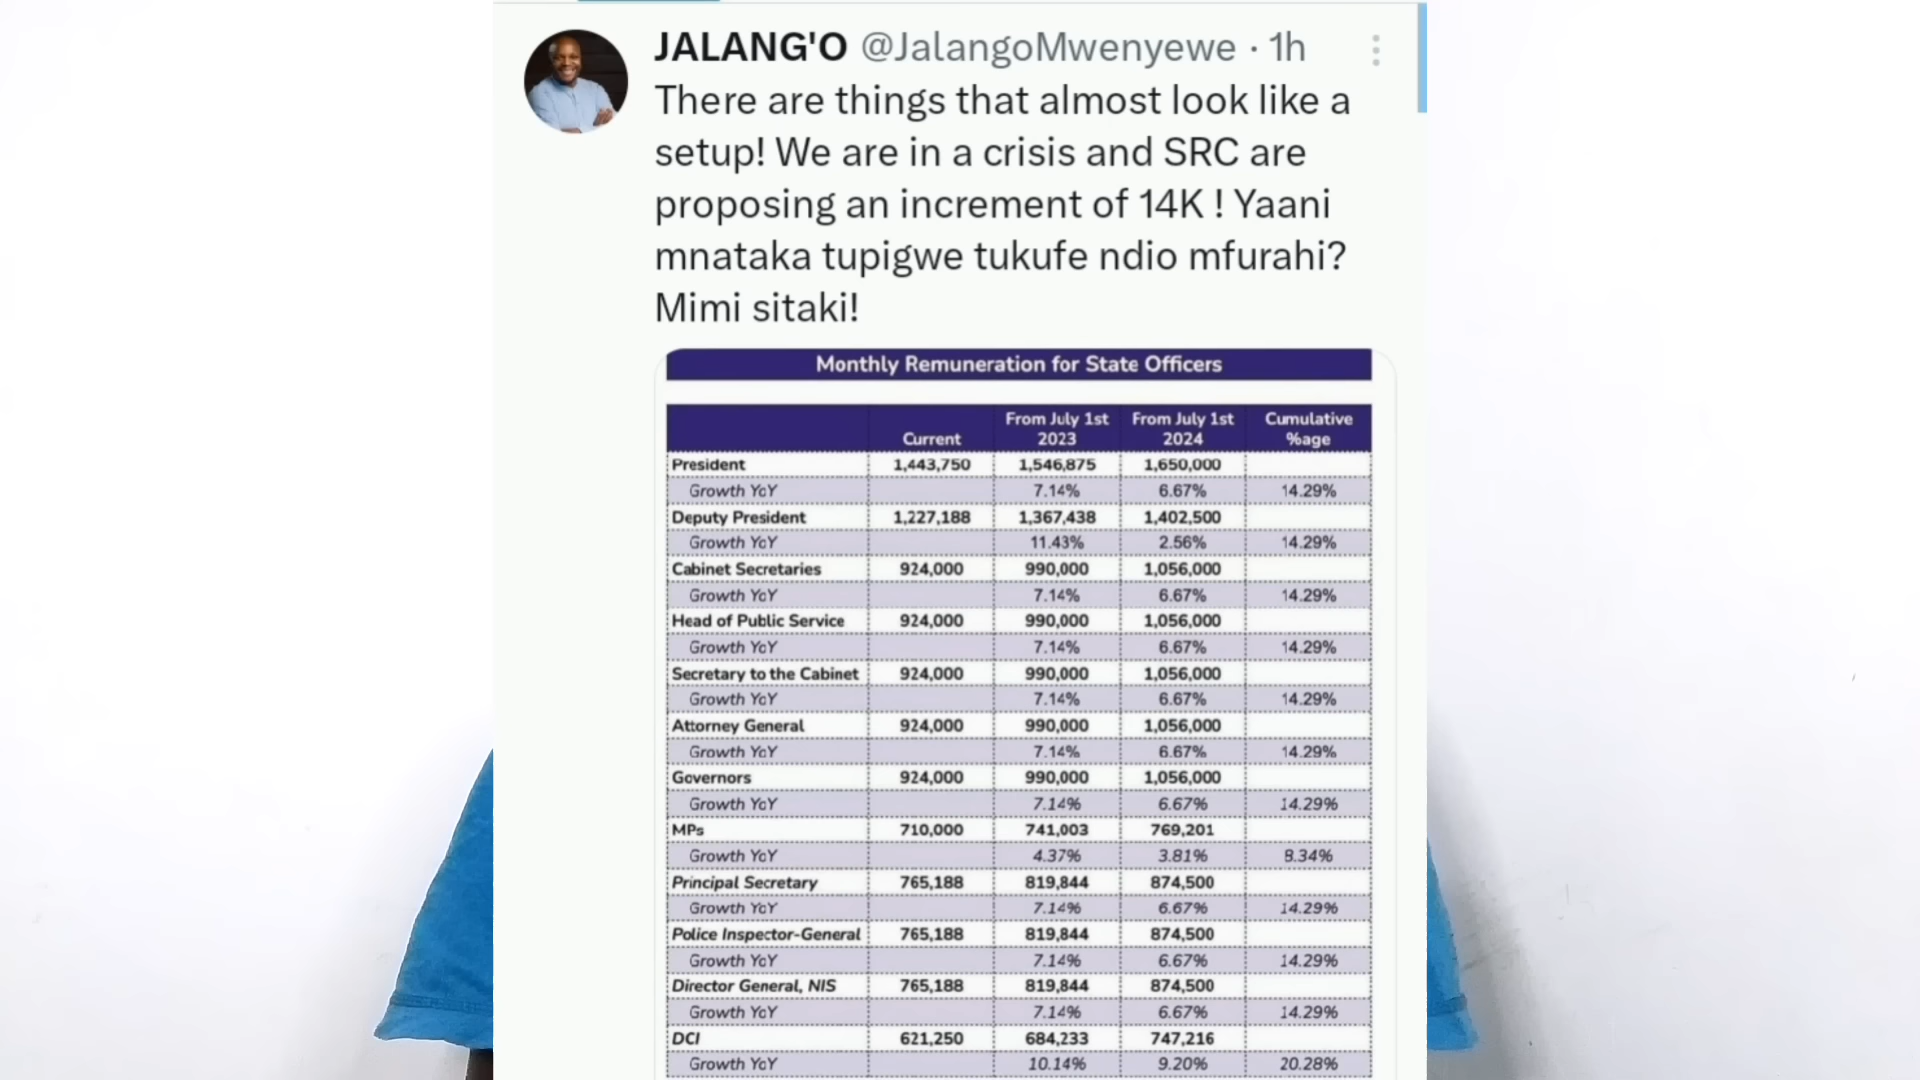 JALANG'O @JalangoMwenyewe · 1h
There are things that almost look like a
setup! We are in a crisis and SRC are
proposing an increment of 14K ! Yaani
mnataka tupigwe tukufe ndio mfurahi?
Mimi sitaki!
Monthly Remuneration for State Officers
Current From July 1st 2023 From July 1st 2024 Cumulative %age
President 1,443,750 1,546,875 1,650,000
Growth YoY 7.14% 6.67% 14.29%
Deputy President 1,227,188 1,367,438 1,402,500
Growth YoY 11.43% 2.56% 14.29%
Cabinet Secretaries 924,000 990,000 1,056,000
Growth YoY 7.14% 6.67% 14.29%
Head of Public Service 924,000 990,000 1,056,000
Growth YoY 7.14% 6.67% 14.29%
Secretary to the Cabinet 924,000 990,000 1,056,000
Growth YoY 7.14% 6.67% 14.29%
Attorney General 924,000 990,000 1,056,000
Growth YoY 7.14% 6.67% 14.29%
Governors 924,000 990,000 1,056,000
Growth YoY 7.14% 6.67% 14.29%
MPs 710,000 741,003 769,201
Growth YoY 4.37% 3.81% 8.34%
Principal Secretary 765,188 819,844 874,500
Growth YoY 7.14% 6.67% 14.29%
Police Inspector-General 765,188 819,844 874,500
Growth YoY 7.14% 6.67% 14.29%
Director General, NIS 765,188 819,844 874,500
Growth YoY 7.14% 6.67% 14.29%
DCI 621,250 684,233 747,216
Growth YoY 10.14% 9.20% 20.28%